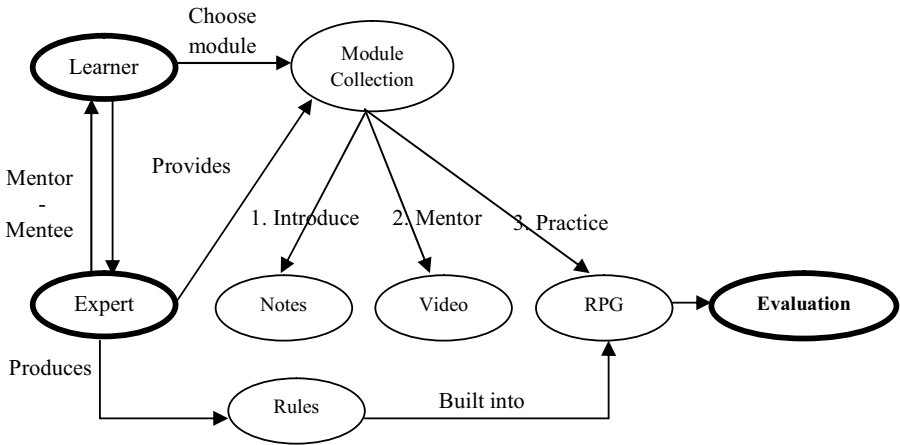 Choose
module
Learner
Module
Collection
Provides
Mentor
-
Mentee
1. Introduce
2. Mentor
3. Practice
Expert
Notes
Video
RPG
Evaluation
Produces
Rules
Built into